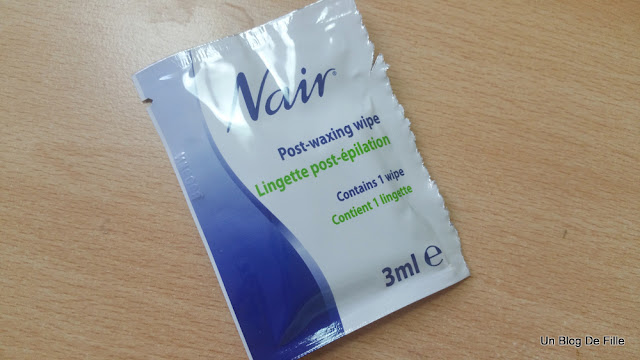 Nair®
Post-waxing wipe
Lingette post-épilation
Contains 1 wipe
Contient 1 lingette
3ml ℮
Un Blog De Fille